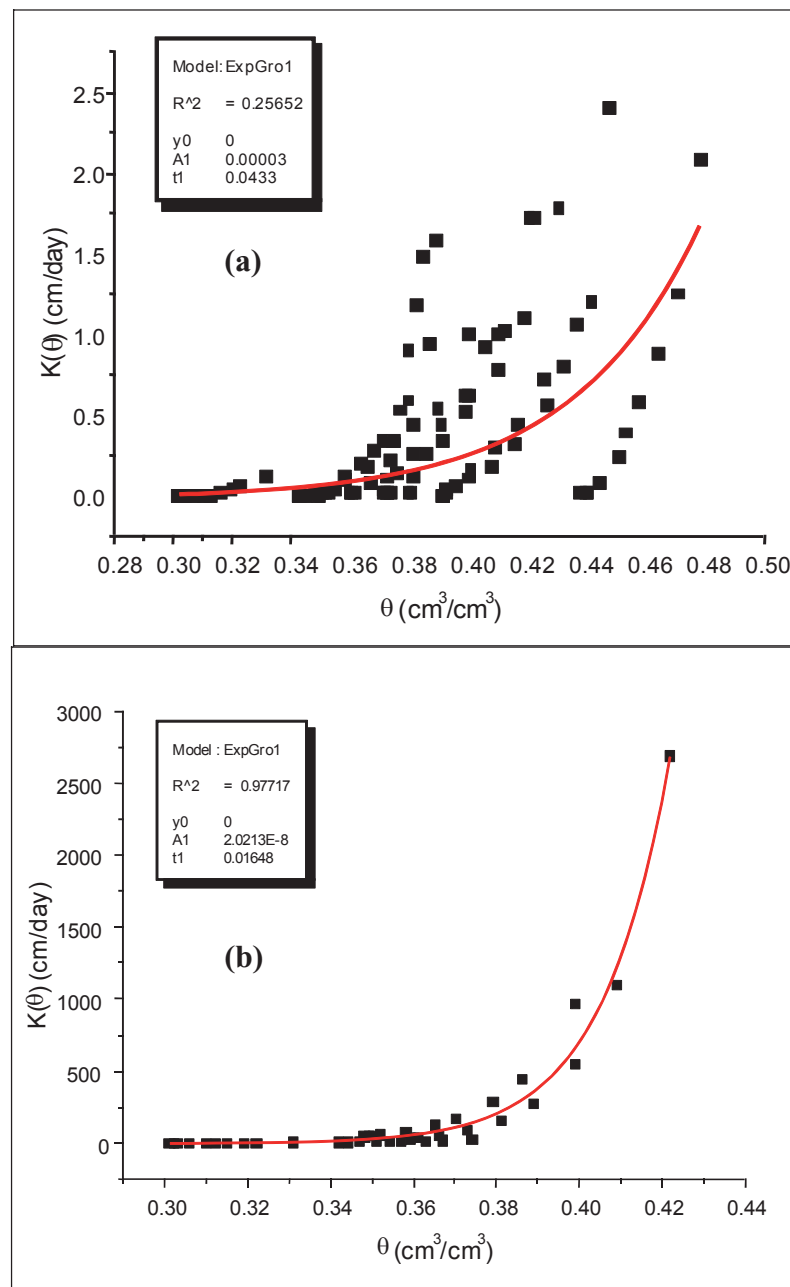 Model:ExpGro1
R^2 = 0.25652
y0 0
A1 0.00003
t1 0.0433
(a)
2.5
2.0
1.5
1.0
0.5
0.0
K(θ) (cm/day)
0.28 0.30 0.32 0.34 0.36 0.38 0.40 0.42 0.44 0.46 0.48 0.50
θ (cm³/cm³)
Model : ExpGro1
R^2 = 0.97717
y0 0
A1 2.0213E-8
t1 0.01648
(b)
3000
2500
2000
1500
1000
500
0
K(θ) (cm/day)
0.30 0.32 0.34 0.36 0.38 0.40 0.42 0.44
θ (cm³/cm³)